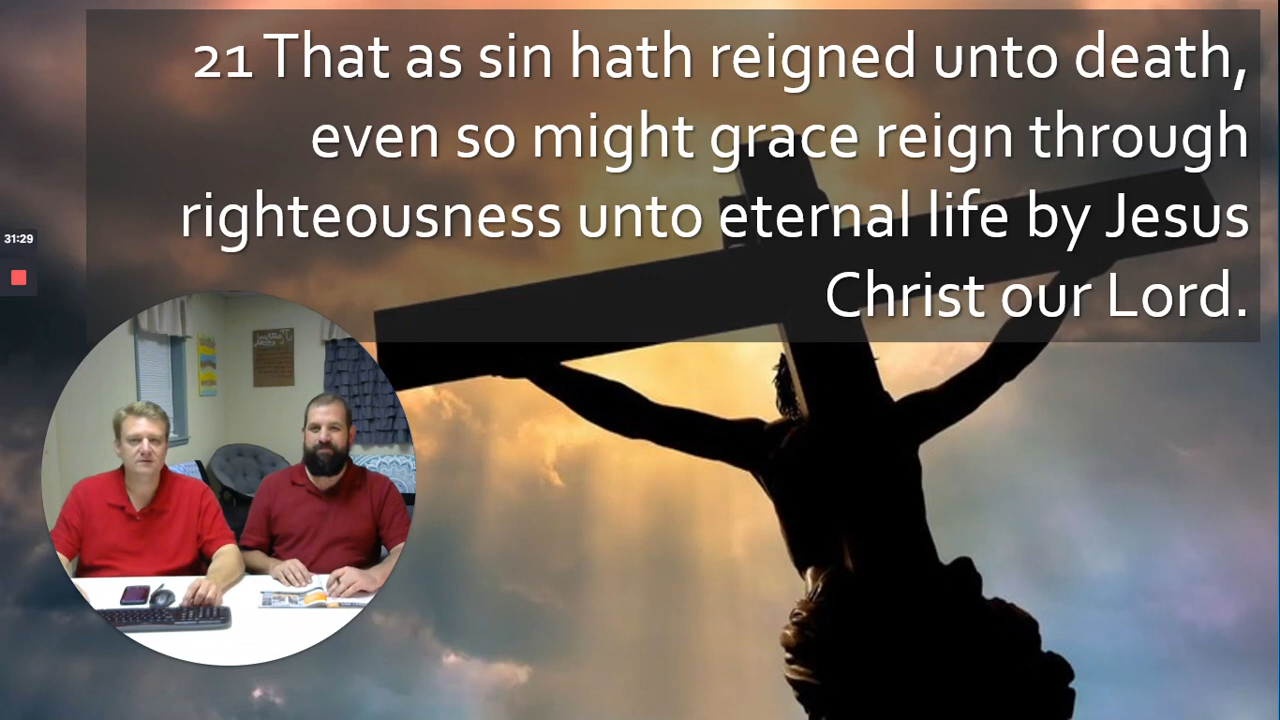 21 That as sin hath reigned unto death,
even so might grace reign through
righteousness unto eternal life by Jesus
Christ our Lord.
31:29